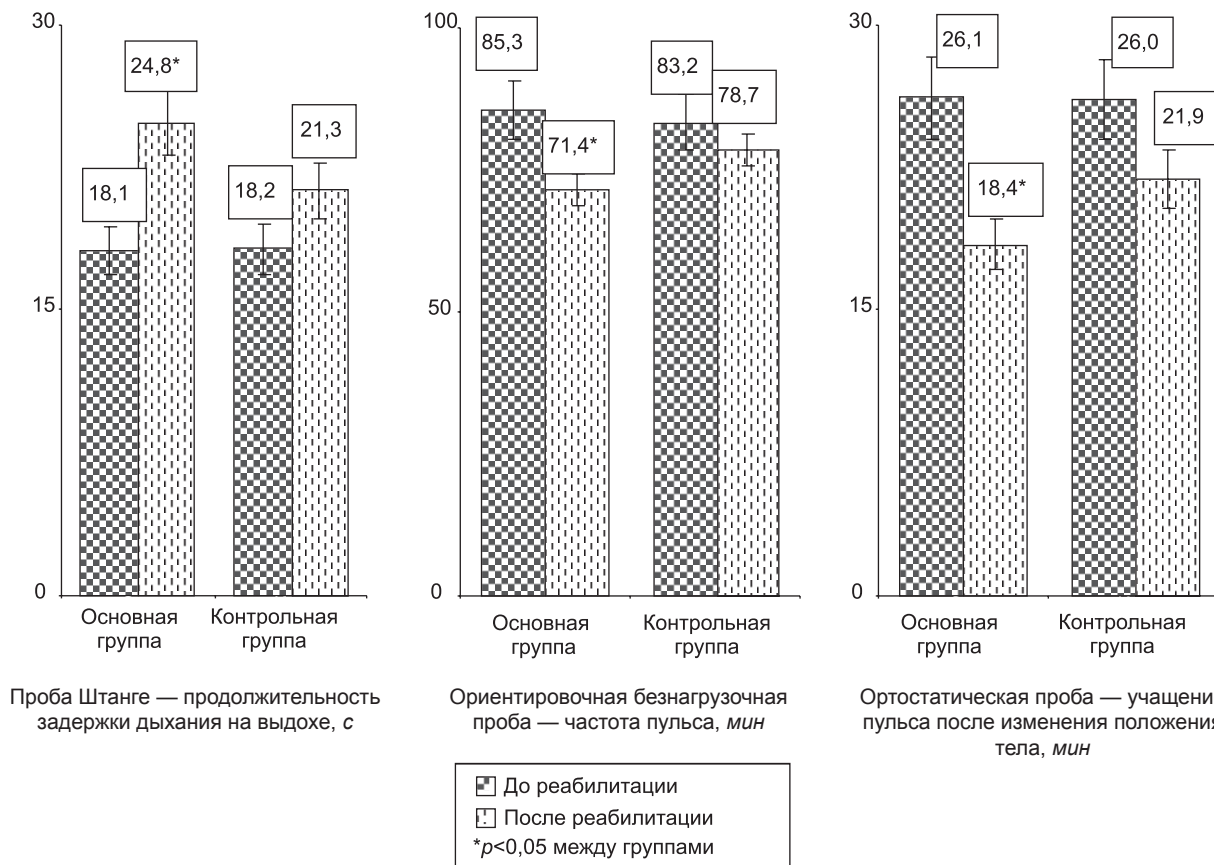 30
15
0
18,1
24,8*
18,2
21,3
Основная
группа
Контрольная
группа
Проба Штанге — продолжительность
задержки дыхания на выдохе, с
100
50
0
85,3
71,4*
83,2
78,7
Основная
группа
Контрольная
группа
Ориентировочная безнагрузочная
проба — частота пульса, мин
30
15
0
26,1
18,4*
26,0
21,9
Основная
группа
Контрольная
группа
Ортостатическая проба — учащени
пульса после изменения положения
тела, мин
До реабилитации
После реабилитации
*p<0,05 между группами